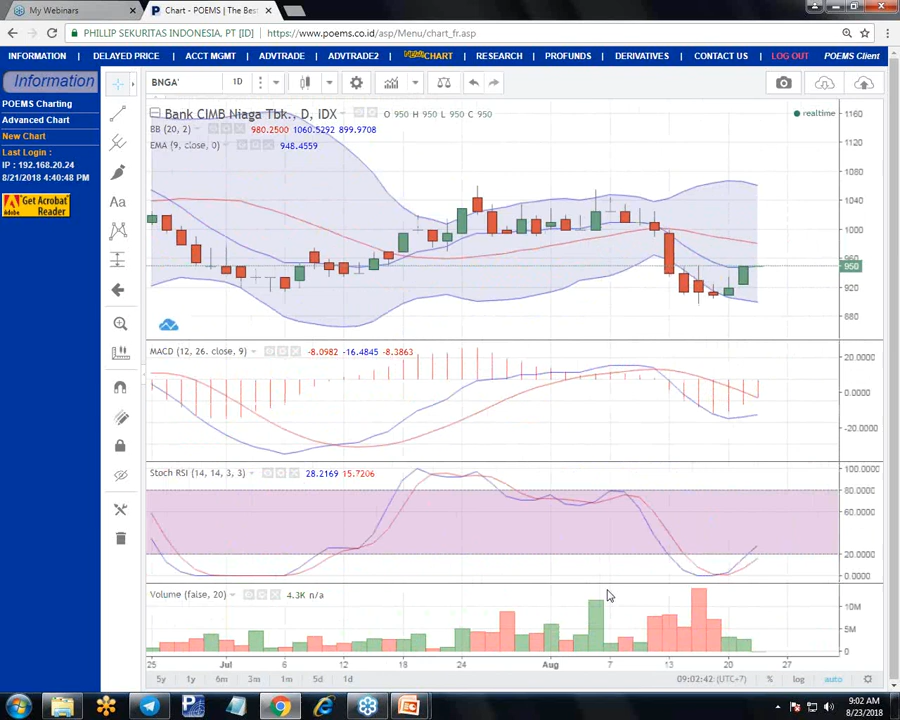 My Webinars
Chart - POEMS | The Bes
PHILLIP SEKURITAS INDONESIA. PT [ID] https://www.poems.co.id/asp/Menu/chart_fr.asp
INFORMATION | DELAYED PRICE | ACCT MGMT | ADVTRADE | ADVTRADE2 | CHART | RESEARCH | PROFUNDS | DERIVATIVES | CONTACT US | LOG OUT POEMS Client
Information
POEMS Charting
Advanced Chart
New Chart
Last Login :
IP : 192.168.20.24
8/21/2018 4:40:48 PM
Get Acrobat
Reader
Adobe
BNGA 1D
Aa
Bank CIMB Niaga Tbk., D, IDX O 950 H 950 L 950 C 950
realtime
BB (20, 2) 980.2500 1060.5292 899.9708
EMA (9, close, 0) 948.4559
1160
1120
1080
1040
1000
960
950
920
880
MACD (12, 26, close, 9) -8.0982 -16.4845 -8.3863
20.0000
0.0000
-20.0000
Stoch RSI (14, 14, 3, 3) 28.2169 15.7206
100.0000
80.0000
60.0000
20.0000
0.0000
Volume (false, 20) 4.3K n/a
10M
5M
0
25 Jul 6 12 18 24 Aug 7 13 20 27
5y 1y 6m 3m 1m 5d 1d 09:02:42 (UTC+7) % log auto
9:02 AM
8/23/2018